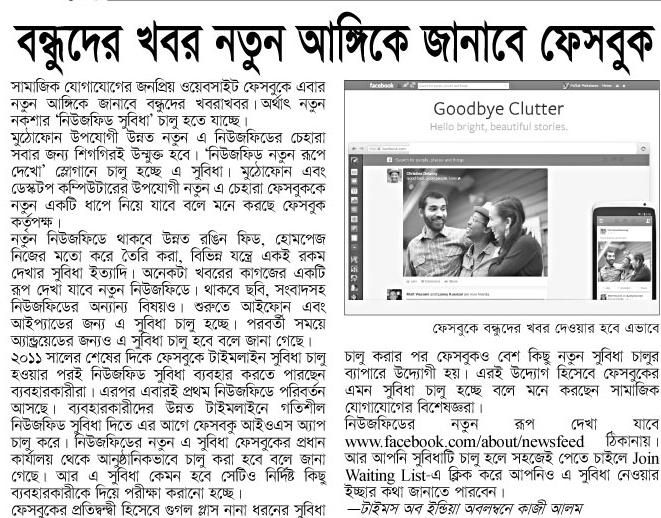 বন্ধুদের খবর নতুন আঙ্গিকে জানাবে ফেসবুক
সামাজিক যোগাযোগের জনপ্রিয় ওয়েবসাইট ফেসবুকে এবার
নতুন আঙ্গিকে জানাবে বন্ধুদের খবরাখবর। অর্থাৎ নতুন
নকশার ‘নিউজফিড সুবিধা’ চালু হতে যাচ্ছে।
মুঠোফোন উপযোগী উন্নত নতুন এ নিউজফিডের চেহারা
সবার জন্য শিগগিরই উন্মুক্ত হবে। ‘নিউজফিড নতুন রূপে
দেখো’ স্লোগানে চালু হচ্ছে এ সুবিধা। মুঠোফোন এবং
ডেস্কটপ কম্পিউটারের উপযোগী নতুন এ চেহারা ফেসবুককে
নতুন একটি ধাপে নিয়ে যাবে বলে মনে করছে ফেসবুক
কর্তৃপক্ষ।
নতুন নিউজফিডে থাকবে উন্নত রঙিন ফিড, হোমপেজ
নিজের মতো করে তৈরি করা, বিভিন্ন যন্ত্রে একই রকম
দেখার সুবিধা ইত্যাদি। অনেকটা খবরের কাগজের একটি
রূপ দেখা যাবে নতুন নিউজফিডে। থাকবে ছবি, সংবাদসহ
নিউজফিডের অন্যান্য বিষয়ও। শুরুতে আইফোন এবং
আইপ্যাডের জন্য এ সুবিধা চালু হচ্ছে। পরবর্তী সময়ে
অ্যান্ড্রয়েডের জন্যও এ সুবিধা চালু হবে বলে জানা গেছে।
২০১১ সালের শেষের দিকে ফেসবুকে টাইমলাইন সুবিধা চালু
হওয়ার পরই নিউজফিড সুবিধা ব্যবহার করতে পারছেন
ব্যবহারকারীরা। এরপর এবারই প্রথম নিউজফিডে পরিবর্তন
আসছে। ব্যবহারকারীদের উন্নত টাইমলাইনে গতিশীল
নিউজফিড সুবিধা দিতে এর আগে ফেসবকু আইওএস অ্যাপ
চালু করে। নিউজফিডের নতুন এ সুবিধা ফেসবুকের প্রধান
কার্যালয় থেকে আনুষ্ঠানিকভাবে চালু করা হবে বলে জানা
গেছে। আর এ সুবিধা কেমন হবে সেটিও নির্দিষ্ট কিছু
ব্যবহারকারীকে দিয়ে পরীক্ষা করানো হচ্ছে।
ফেসবুকের প্রতিদ্বন্দ্বী হিসেবে গুগল প্লাস নানা ধরনের সুবিধা
facebook
Goodbye Clutter
Hello bright, beautiful stories.
Search for people, places and things
ফেসবুকে বন্ধুদের খবর দেওয়ার হবে এভাবে
চালু করার পর ফেসবুকও বেশ কিছু নতুন সুবিধা চালুর
ব্যাপারে উদ্যোগী হয়। এরই উদ্যোগ হিসেবে ফেসবুকের
এমন সুবিধা চালু হচ্ছে বলে মনে করছেন সামাজিক
যোগাযোগের বিশেষজ্ঞরা।
নিউজফিডের নতুন রূপ দেখা যাবে
www.facebook.com/about/newsfeed ঠিকানায়।
আর আপনি সুবিধাটি চালু হলে সহজেই পেতে চাইলে Join
Waiting List-এ ক্লিক করে আপনিও এ সুবিধা নেওয়ার
ইচ্ছার কথা জানাতে পারবেন।
—টাইমস অব ইন্ডিয়া অবলম্বনে কাজী আলম